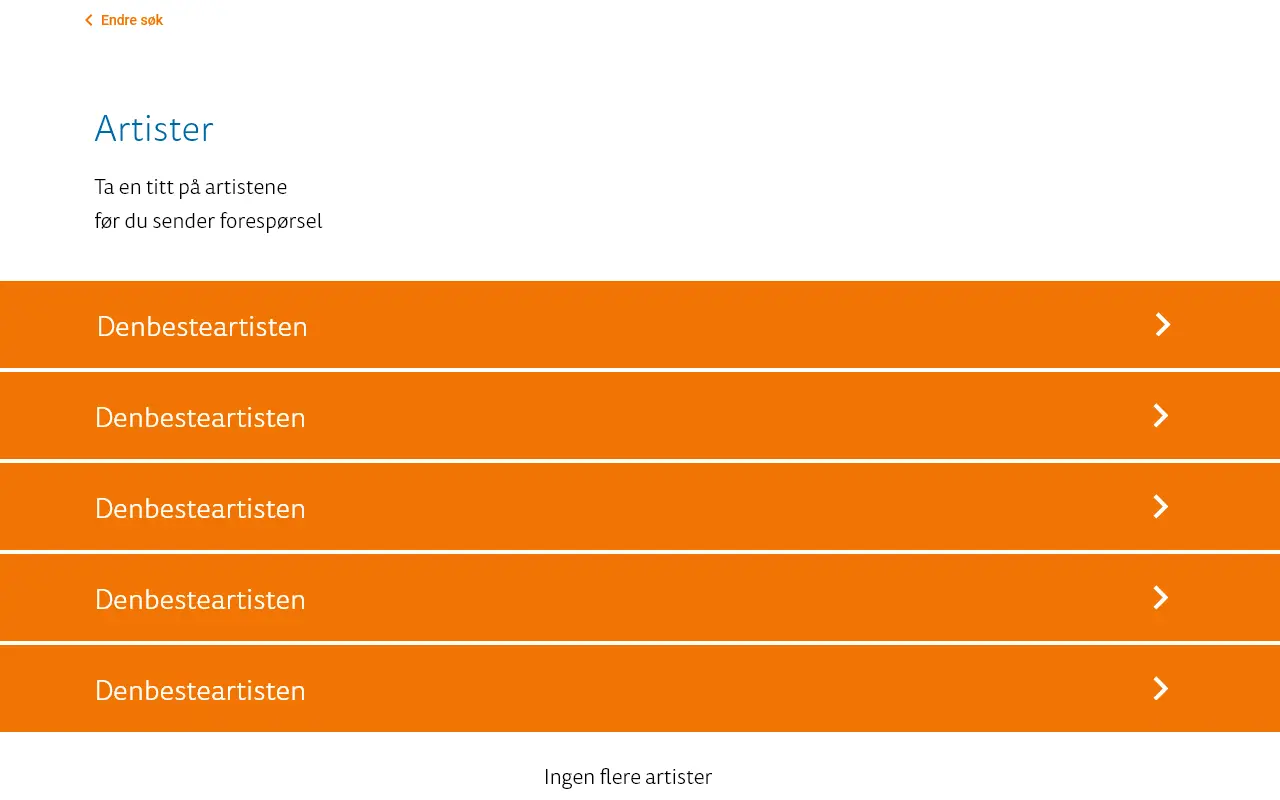 Endre søk
Artister
Ta en titt på artistene
før du sender forespørsel
Denbesteartisten
Denbesteartisten
Denbesteartisten
Denbesteartisten
Denbesteartisten
Ingen flere artister